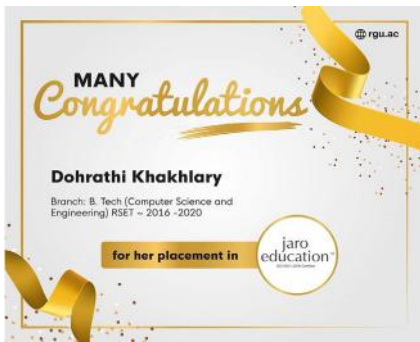 rgu.ac
MANY
Congratulations
Dohrathi Khakhlary
Branch: B. Tech (Computer Science and
Engineering) RSET - 2016 -2020
for her placement in
jaro
education™